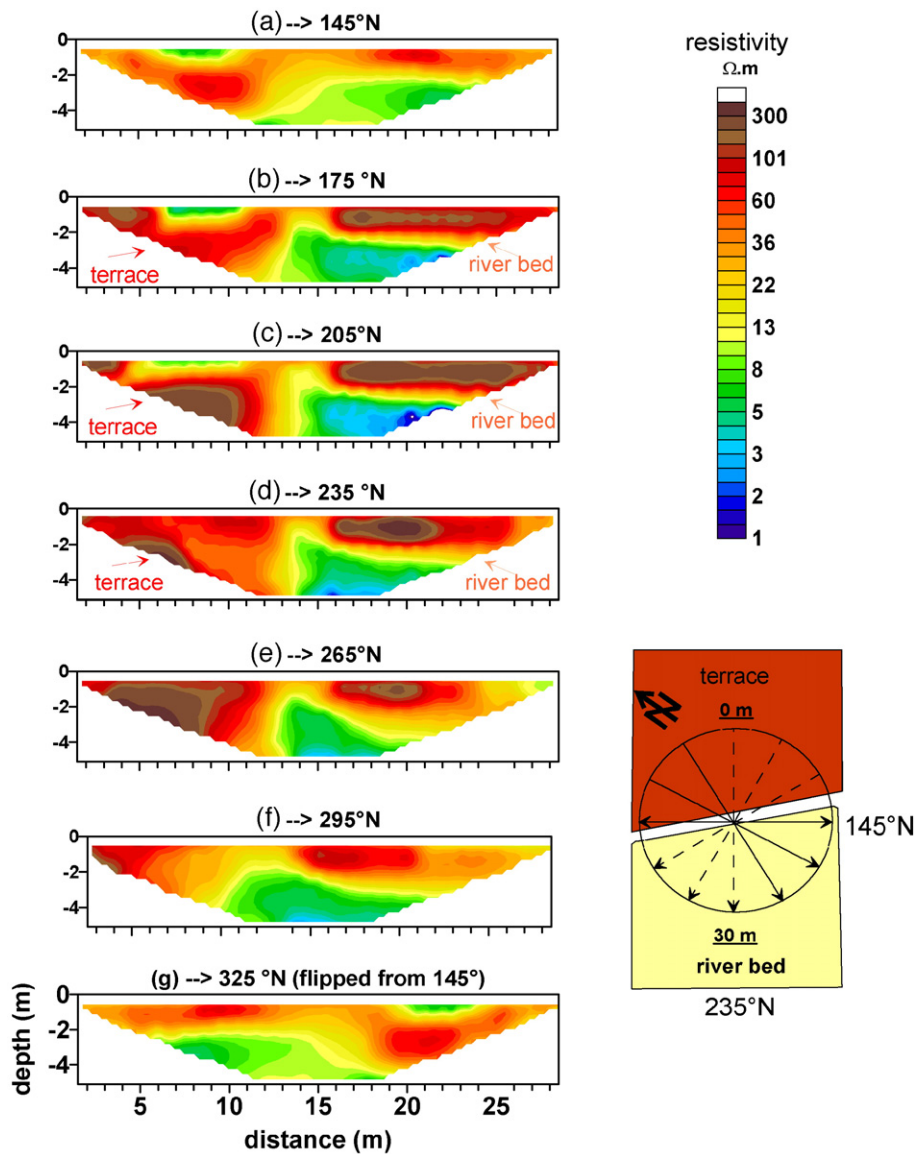 (a) --> 145°N
0
-2
-4
(b) --> 175 °N
0
-2
-4
terrace
river bed
(c) --> 205°N
0
-2
-4
terrace
river bed
(d) --> 235 °N
0
-2
-4
terrace
river bed
(e) --> 265°N
0
-2
-4
(f) --> 295°N
0
-2
-4
(g) --> 325 °N (flipped from 145°)
0
-2
-4
depth (m)
5 10 15 20 25
distance (m)
resistivity
Ω.m
300
101
60
36
22
13
8
5
3
2
1
terrace
N
0 m
145°N
30 m
river bed
235°N